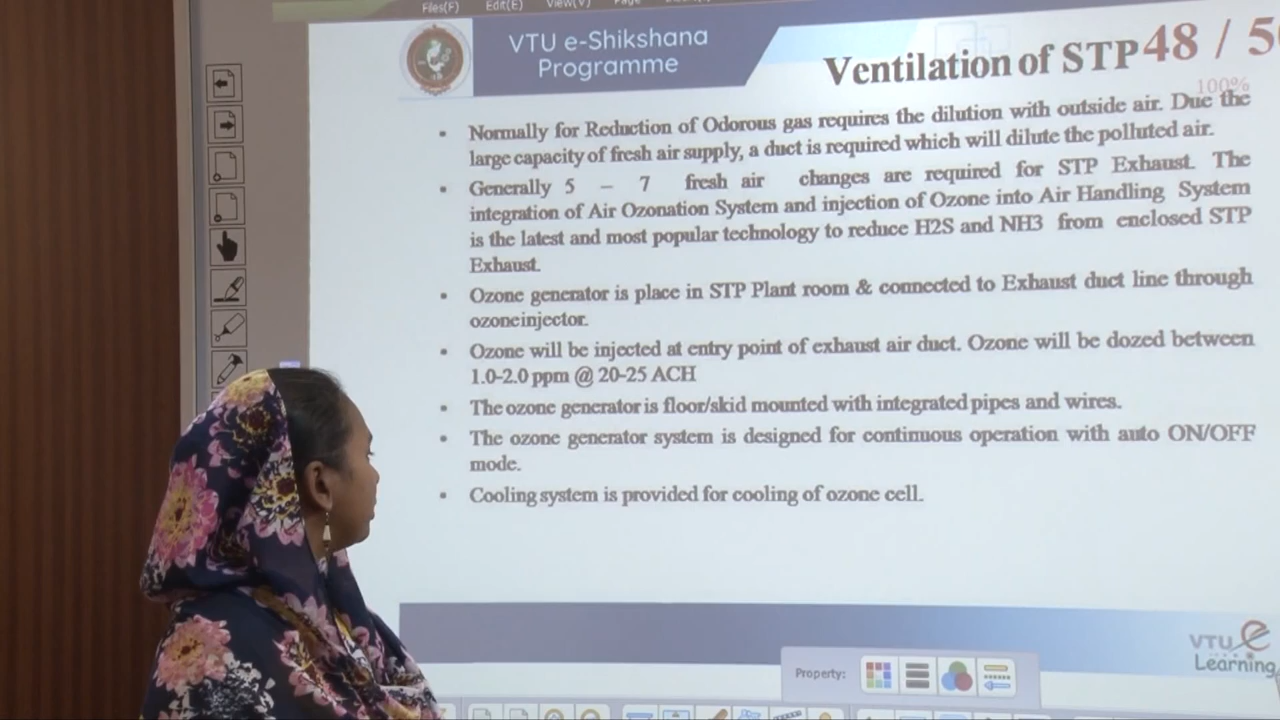 Files(F) Edit(E) View(V) Page
VTU e-Shikshana
Programme
Ventilation of STP 48 / 5
100%
• Normally for Reduction of Odorous gas requires the dilution with outside air. Due the
large capacity of fresh air supply, a duct is required which will dilute the polluted air.
• Generally 5 – 7 fresh air changes are required for STP Exhaust. The
integration of Air Ozonation System and injection of Ozone into Air Handling System
is the latest and most popular technology to reduce H2S and NH3 from enclosed STP
Exhaust.
• Ozone generator is place in STP Plant room & connected to Exhaust duct line through
ozoneinjector.
• Ozone will be injected at entry point of exhaust air duct. Ozone will be dozed between
1.0-2.0 ppm @ 20-25 ACH
• The ozone generator is floor/skid mounted with integrated pipes and wires.
• The ozone generator system is designed for continuous operation with auto ON/OFF
mode.
• Cooling system is provided for cooling of ozone cell.
VTU e
Learning
Property: